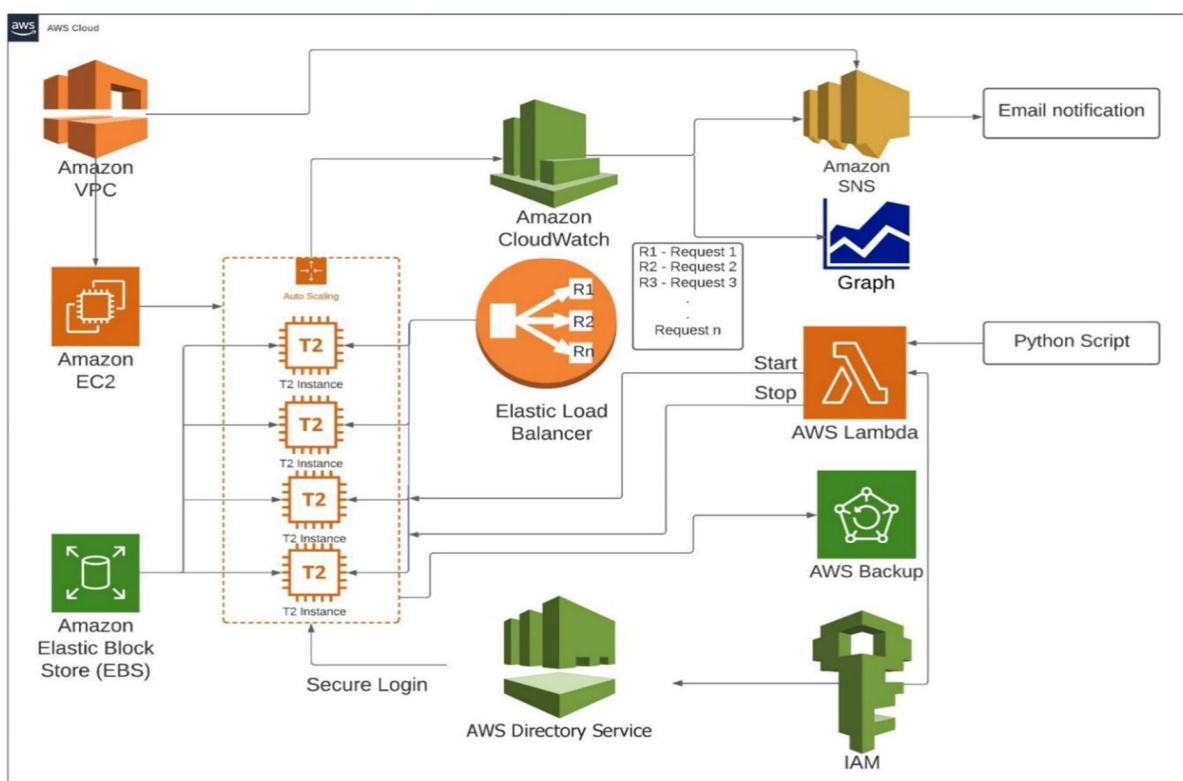 aws
AWS Cloud
Amazon
VPC
Amazon
SNS
Email notification
Amazon
CloudWatch
R1 - Request 1
R2 - Request 2
R3 - Request 3
.
.
Request n
Graph
Auto Scaling
Amazon
EC2
T2
T2 Instance
T2
T2 Instance
T2
T2 Instance
T2
T2 Instance
R1
R2
Rn
Elastic Load
Balancer
Start
Stop
AWS Lambda
Python Script
AWS Backup
Amazon
Elastic Block
Store (EBS)
Secure Login
AWS Directory Service
IAM